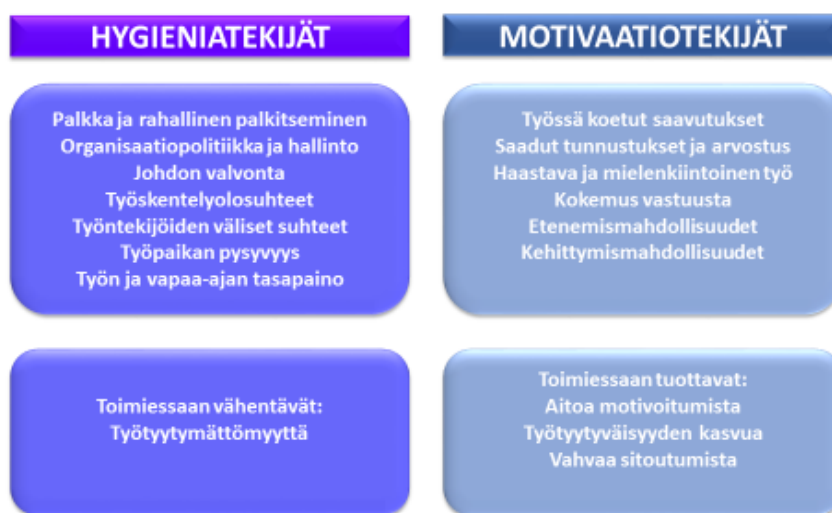 HYGIENIATEKIJÄT
Palkka ja rahallinen palkitseminen
Organisaatiopolitiikka ja hallinto
Johdon valvonta
Työskentelyolosuhteet
Työntekijöiden väliset suhteet
Työpaikan pysyvyys
Työn ja vapaa-ajan tasapaino
Toimiessaan vähentävät:
Työtyytymättömyyttä
MOTIVAATIOTEKIJÄT
Työssä koetut saavutukset
Saadut tunnustukset ja arvostus
Haastava ja mielenkiintoinen työ
Kokemus vastuusta
Etenemismahdollisuudet
Kehittymismahdollisuudet
Toimiessaan tuottavat:
Aitoa motivoitumista
Työtyytyväisyyden kasvua
Vahvaa sitoutumista